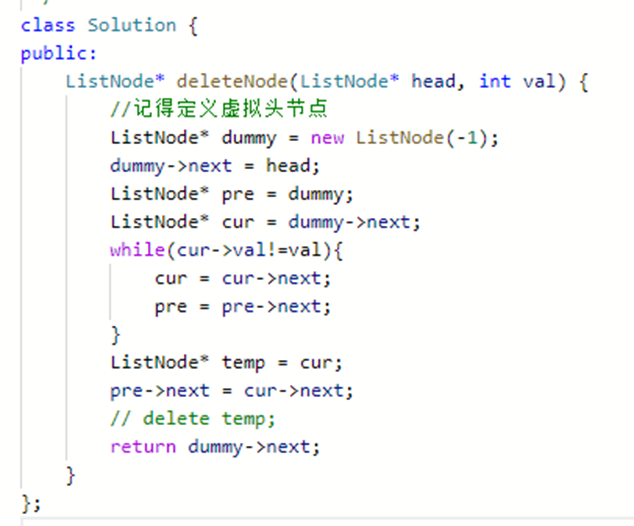 class Solution {
public:
    ListNode* deleteNode(ListNode* head, int val) {
        //记得定义虚拟头节点
        ListNode* dummy = new ListNode(-1);
        dummy->next = head;
        ListNode* pre = dummy;
        ListNode* cur = dummy->next;
        while(cur->val!=val){
            cur = cur->next;
            pre = pre->next;
        }
        ListNode* temp = cur;
        pre->next = cur->next;
        // delete temp;
        return dummy->next;
    }
};